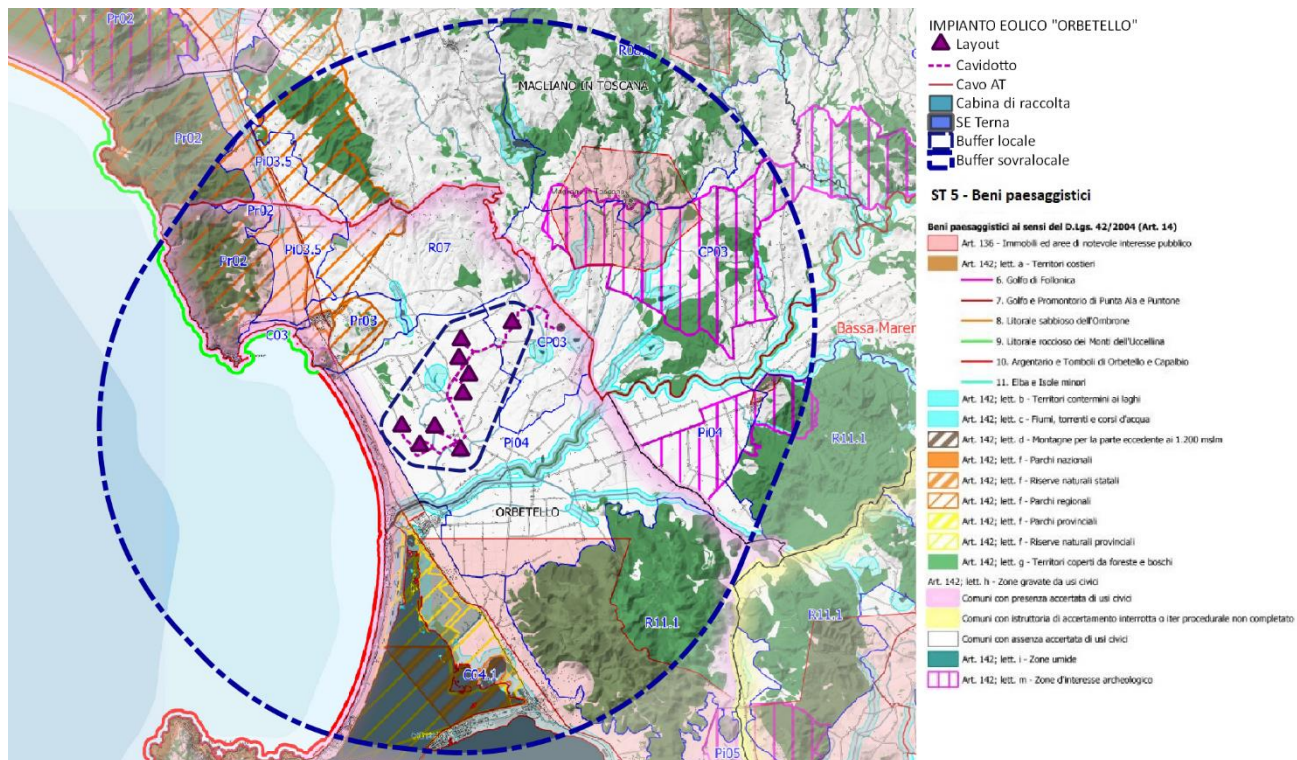 Pr02
R08.1
MAGLIANO IN TOSCANA
Pr02
Pi03.5
Pr02
Pi03.5
R07
Pr02
CP03
Pr03
C03
CP03
Bassa Marem
Pi04
Pi04
R11.1
ORBETELLO
R11.1
R11.1
C04.1
Pi05
IMPIANTO EOLICO "ORBETELLO"
Layout
Cavidotto
Cavo AT
Cabina di raccolta
SE Terna
Buffer locale
Buffer sovralocale
ST 5 - Beni paesaggistici
Beni paesaggistici ai sensi del D.Lgs. 42/2004 (Art. 14)
Art. 136 - Immobili ed aree di notevole interesse pubblico
Art. 142; lett. a - Territori costieri
6. Golfo di Follonica
7. Golfo e Promontorio di Punta Ala e Puntone
8. Litorale sabbioso dell'Ombrone
9. Litorale roccioso dei Monti dell'Uccellina
10. Argentario e Tomboli di Orbetello e Capalbio
11. Elba e Isole minori
Art. 142; lett. b - Territori contermini ai laghi
Art. 142; lett. c - Fiumi, torrenti e corsi d'acqua
Art. 142; lett. d - Montagne per la parte eccedente ai 1.200 mslm
Art. 142; lett. f - Parchi nazionali
Art. 142; lett. f - Riserve naturali statali
Art. 142; lett. f - Parchi regionali
Art. 142; lett. f - Parchi provinciali
Art. 142; lett. f - Riserve naturali provinciali
Art. 142; lett. g - Territori coperti da foreste e boschi
Art. 142; lett. h - Zone gravate da usi civici
Comuni con presenza accertata di usi civici
Comuni con istruttoria di accertamento interrotta o iter procedurale non completato
Comuni con assenza accertata di usi civici
Art. 142; lett. i - Zone umide
Art. 142; lett. m - Zone d'interesse archeologico